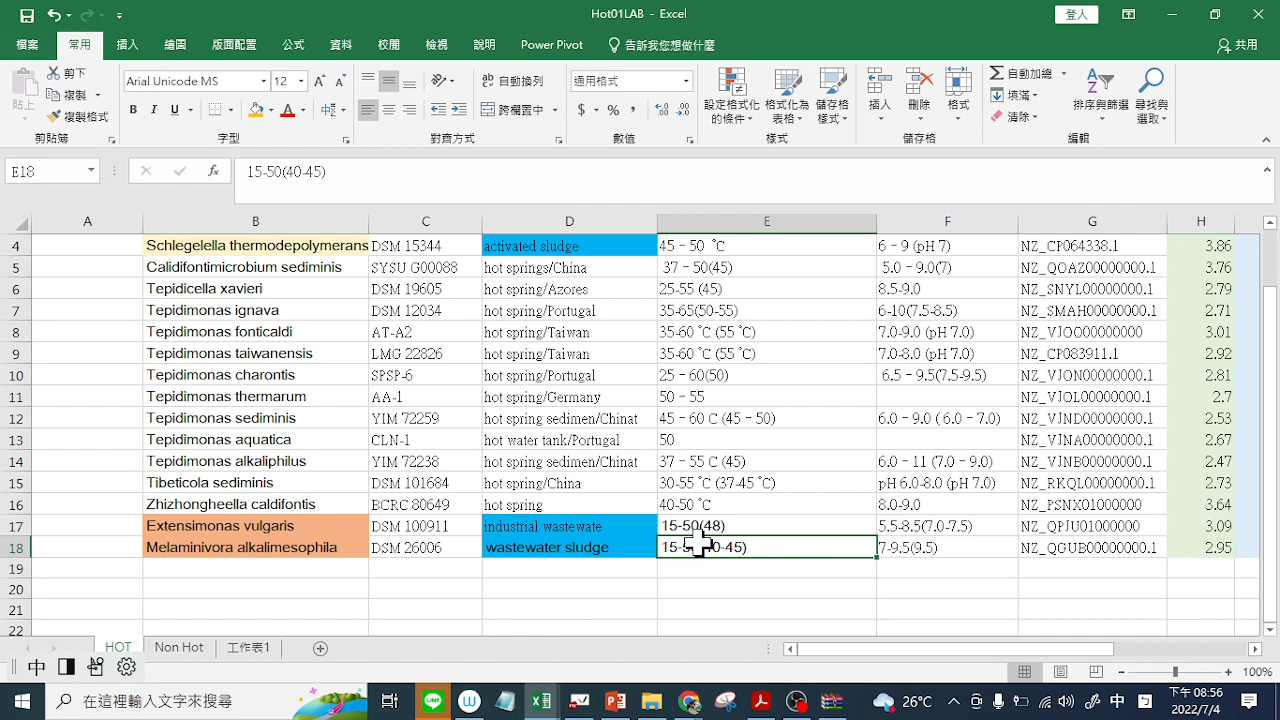 Hot01LAB - Excel
登入
檔案 常用 插入 繪圖 版面配置 公式 資料 校閱 檢視 說明 Power Pivot 告訴我您想做什麼 共用
貼上 剪下 複製 複製格式 剪貼簿
Arial Unicode MS 12 B I U 字型
自動換列 跨欄置中 對齊方式
通用格式 $ % , 數值
設定格式化的條件 格式化為表格 儲存格樣式 樣式
插入 刪除 格式 儲存格
自動加總 填滿 清除 排序與篩選 尋找與選取 編輯
E18 fx 15-50(40-45)
A B C D E F G H
4 Schlegelella thermodepolymerans DSM 15344 activated sludge 45 – 50 ˚C 6 – 9 (pH 7) NZ_CP064338.1 3.86
5 Calidifontimicrobium sediminis SYSU G00088 hot springs/China 37 – 50(45) 5.0 – 9.0(7) NZ_QOAZ00000000.1 3.76
6 Tepidicella xavieri DSM 19605 hot spring/Azores 25-55 (45) 8.5-9.0 NZ_SNYL00000000.1 2.79
7 Tepidimonas ignava DSM 12034 hot spring/Portugal 35-65(50-55) 6-10(7.5-8.5) NZ_SMAH00000000.1 2.71
8 Tepidimonas fonticaldi AT-A2 hot spring/Taiwan 35-60 ˚C (55 ˚C) 7.0-9.0 (pH 7.0) NZ_VJOO00000000 3.01
9 Tepidimonas taiwanensis LMG 22826 hot spring/Taiwan 35-60 ˚C (55 ˚C) 7.0-8.0 (pH 7.0) NZ_CP083911.1 2.92
10 Tepidimonas charontis SPSP-6 hot spring/Portugal 25 – 60(50) 6.5 – 9.5(7.5-9.5) NZ_VJON00000000.1 2.81
11 Tepidimonas thermarum AA-1 hot spring/Germany 50 – 55 NZ_VJOL00000000.1 2.7
12 Tepidimonas sediminis YIM 72259 hot spring sedimen/Chinat 45 – 60 C (45 – 50) 6.0 – 9.0 ( 6.0 – 7.0) NZ_VJND00000000.1 2.53
13 Tepidimonas aquatica CLN-1 hot water tank/Portugal 50 NZ_VJNA00000000.1 2.67
14 Tepidimonas alkaliphilus YIM 72238 hot spring sedimen/Chinat 37 – 55 C (45) 6.0 – 11 (7.0 – 9.0) NZ_VJNB00000000.1 2.47
15 Tibeticola sediminis DSM 101684 hot spring/China 30-55 ˚C (37-45 ˚C) pH 6.0-8.0 (pH 7.0) NZ_RKQL00000000.1 2.73
16 Zhizhongheella caldifontis BCRC 80649 hot spring 40-50 ˚C 8.0-9.0 NZ_PSNX01000000 3.64
17 Extensimonas vulgaris DSM 100911 industrial wastewate 15-50(48) 5.5-8.5(7.0-7.5) NZ_QPJU01000000 3.09
18 Melaminivora alkalimesophila DSM 26006 wastewater sludge 7-9.5(9.5) NZ_QGUB00000000.1 2.95
19
20
21
22
HOT Non Hot 工作表1
中
100%
在這裡輸入文字來搜尋 26°C 中 下午 08:56
2022/7/4